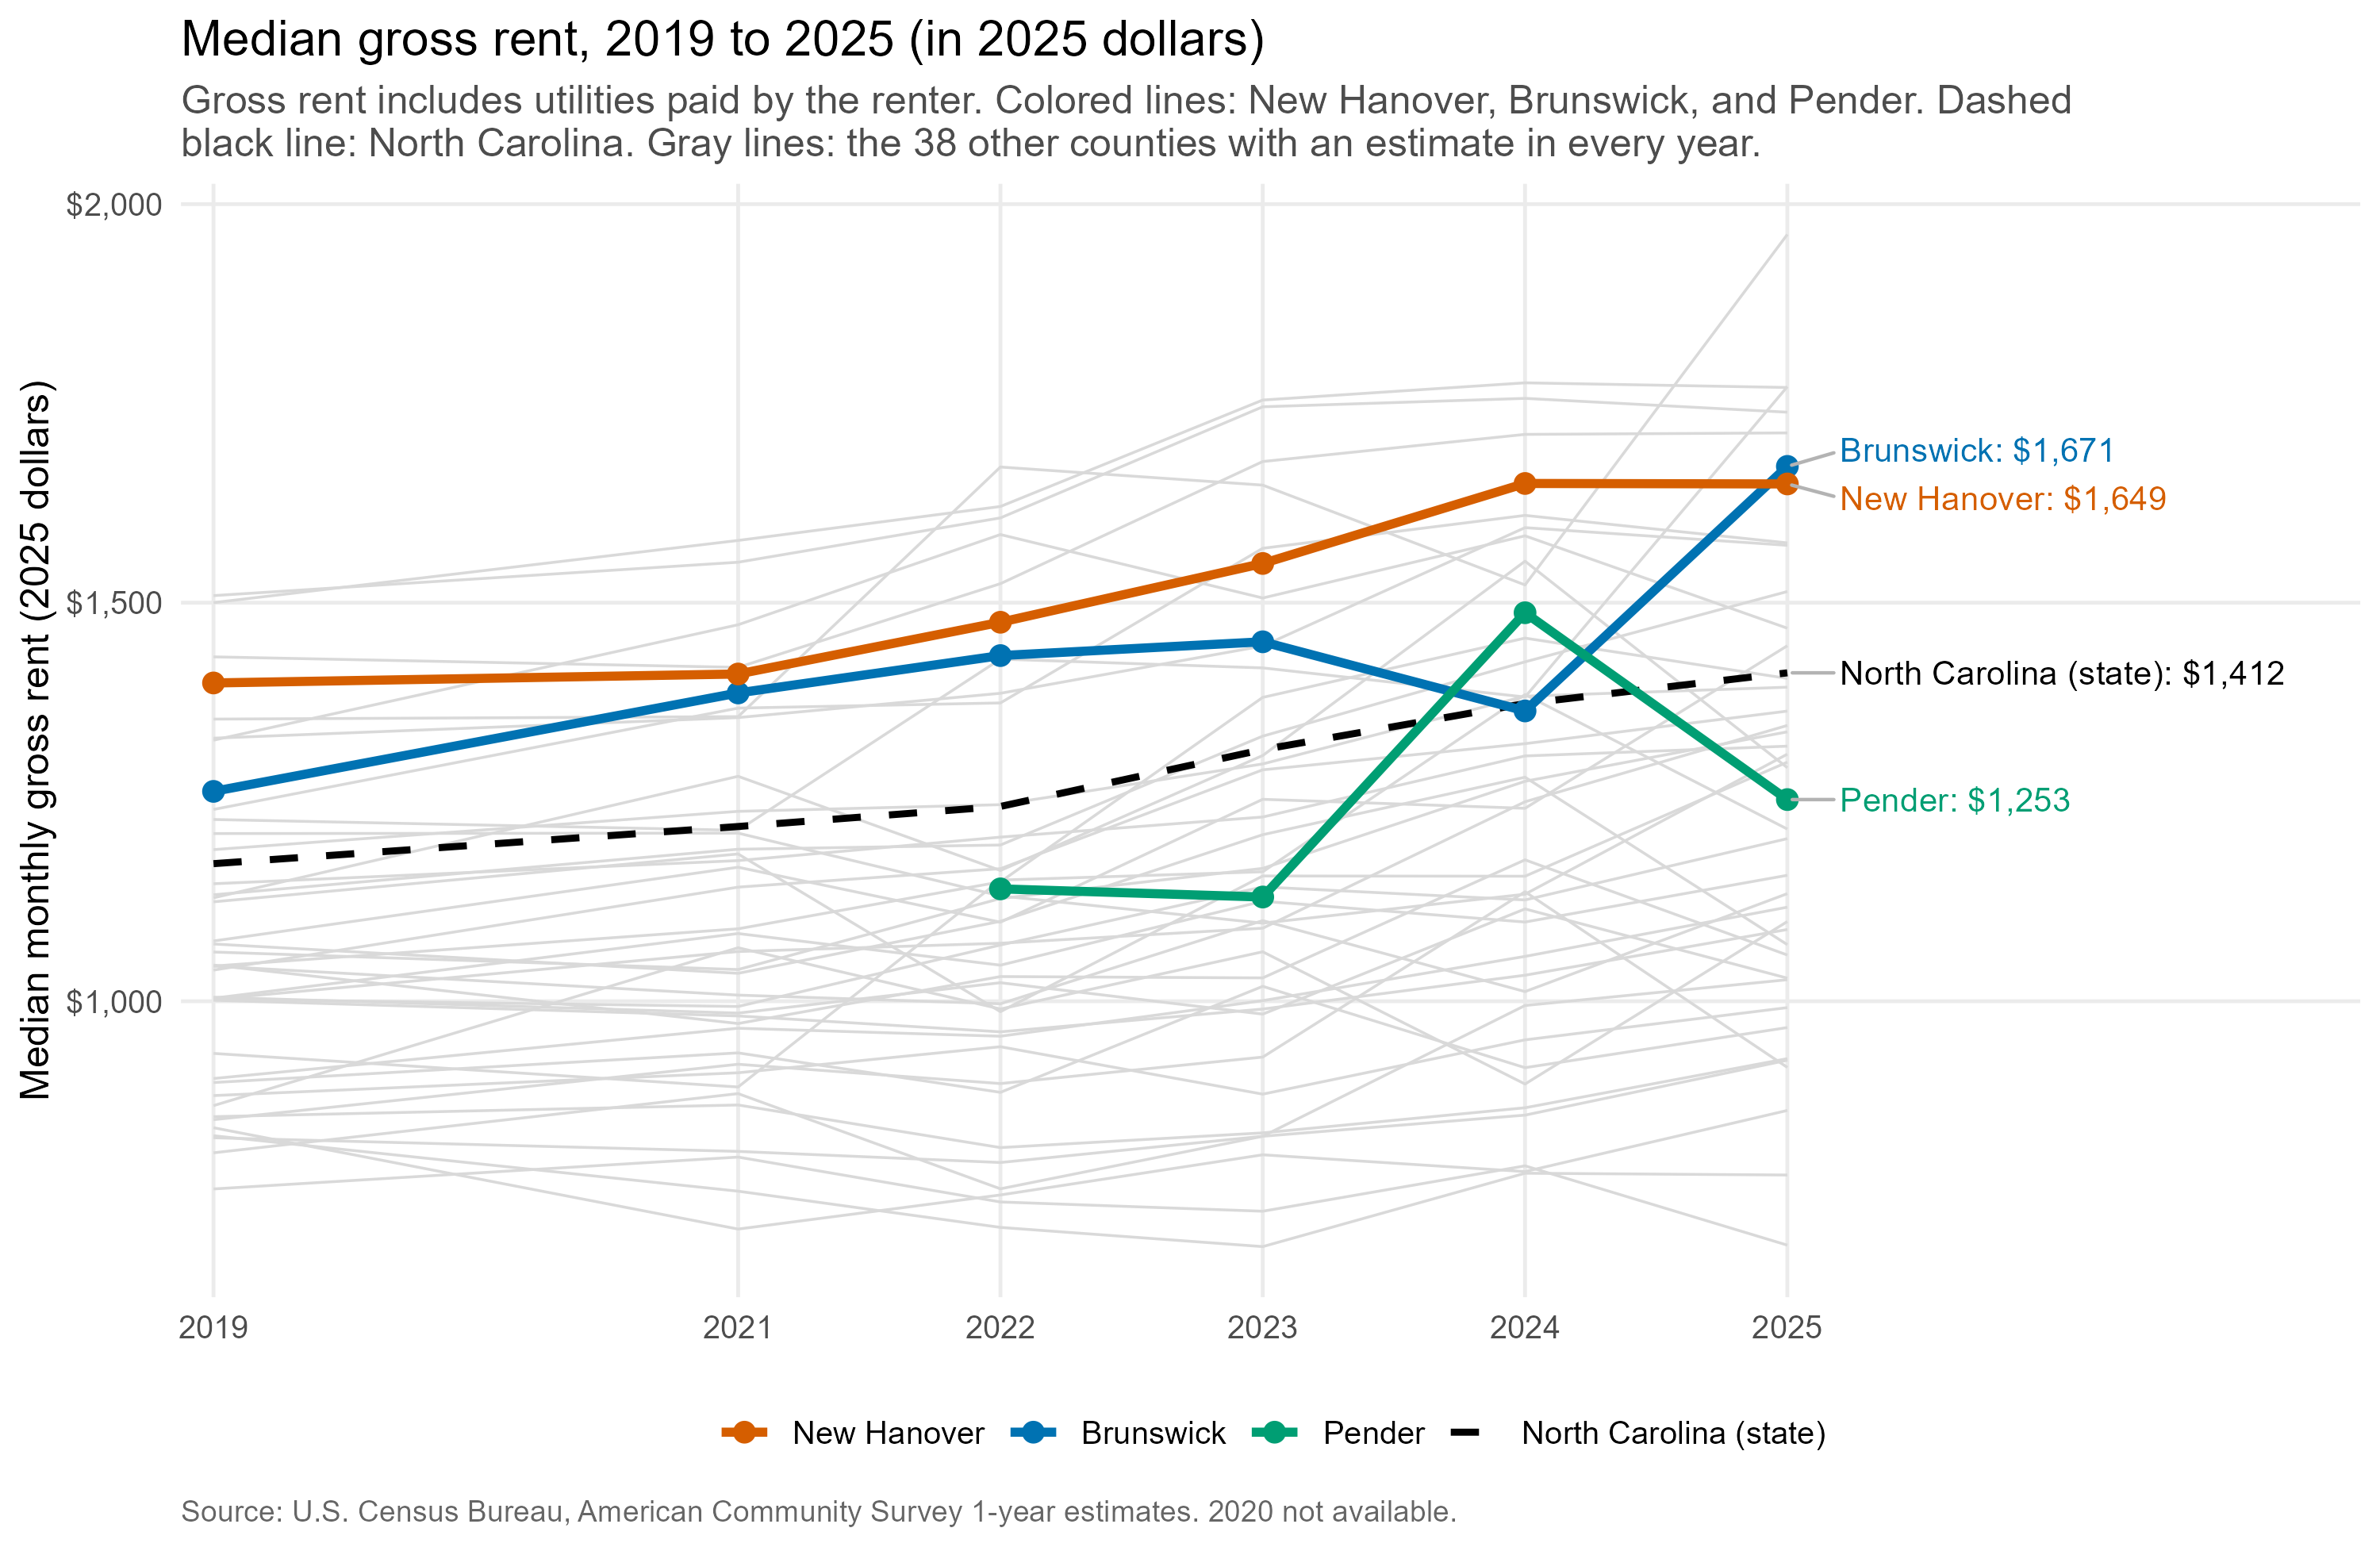 Median gross rent, 2019 to 2025 (in 2025 dollars)
Gross rent includes utilities paid by the renter. Colored lines: New Hanover, Brunswick, and Pender. Dashed
black line: North Carolina. Gray lines: the 38 other counties with an estimate in every year.
Median monthly gross rent (2025 dollars)
$2,000
$1,500
$1,000
Brunswick: $1,671
New Hanover: $1,649
North Carolina (state): $1,412
Pender: $1,253
2019 2021 2022 2023 2024 2025
New Hanover Brunswick Pender North Carolina (state)
Source: U.S. Census Bureau, American Community Survey 1-year estimates. 2020 not available.